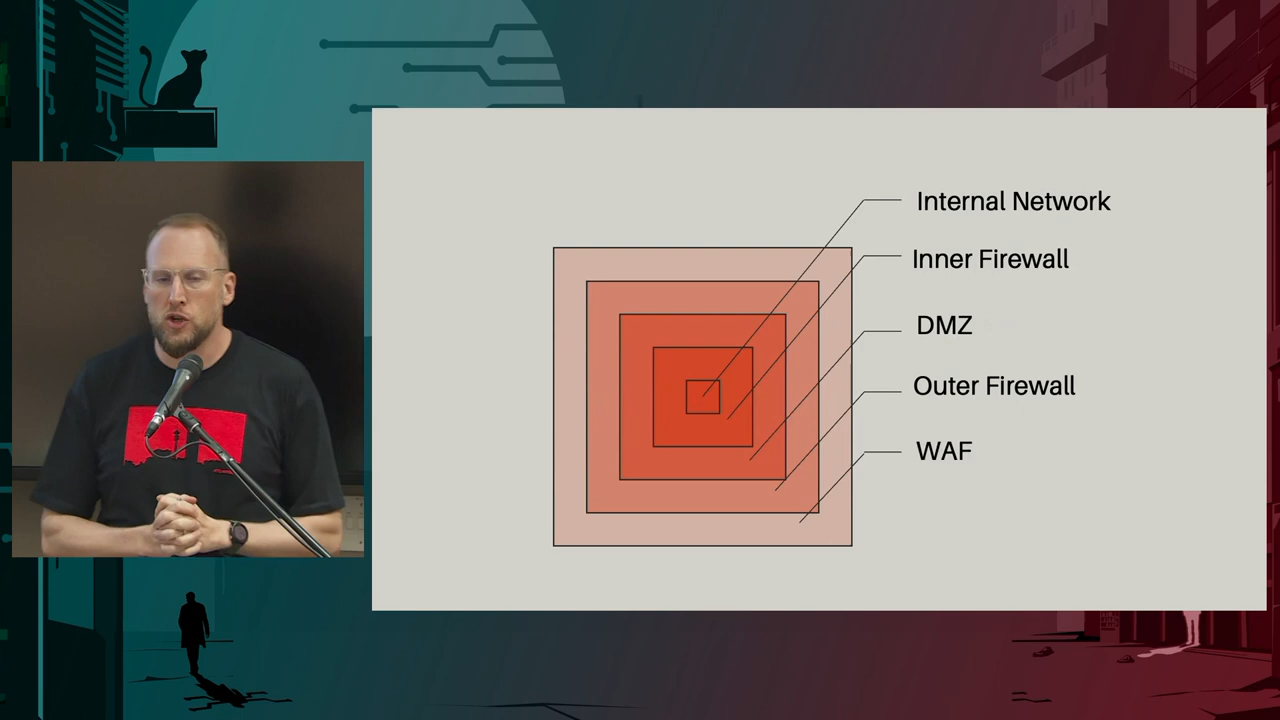 Internal Network
Inner Firewall
DMZ
Outer Firewall
WAF